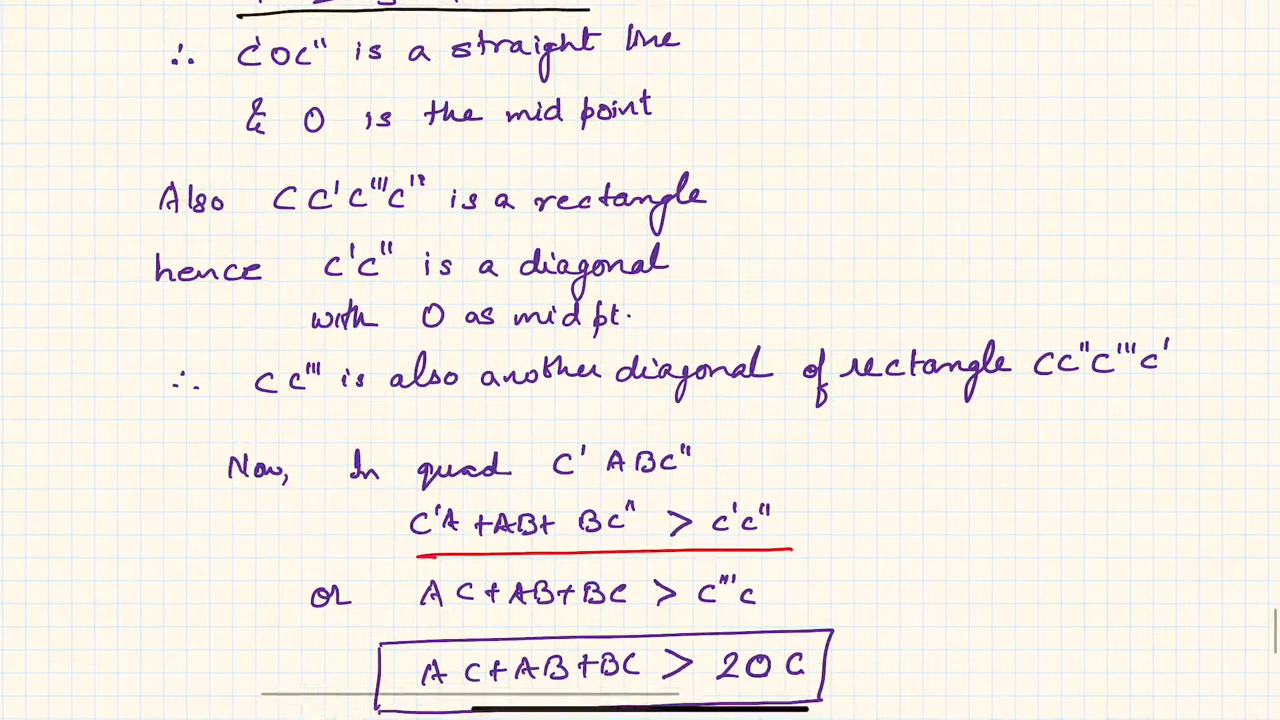 ∴ C'OC" is a straight line
& O is the mid point
Also CC'C'''C'' is a rectangle
hence C'C" is a diagonal
with O as mid pt.
∴ CC''' is also another diagonal of rectangle CC"C'''C'
Now, In quad C'ABC"
C'A +AB+ BC" > C'C"
or AC+AB+BC > C'''C
AC+AB+BC > 2OC